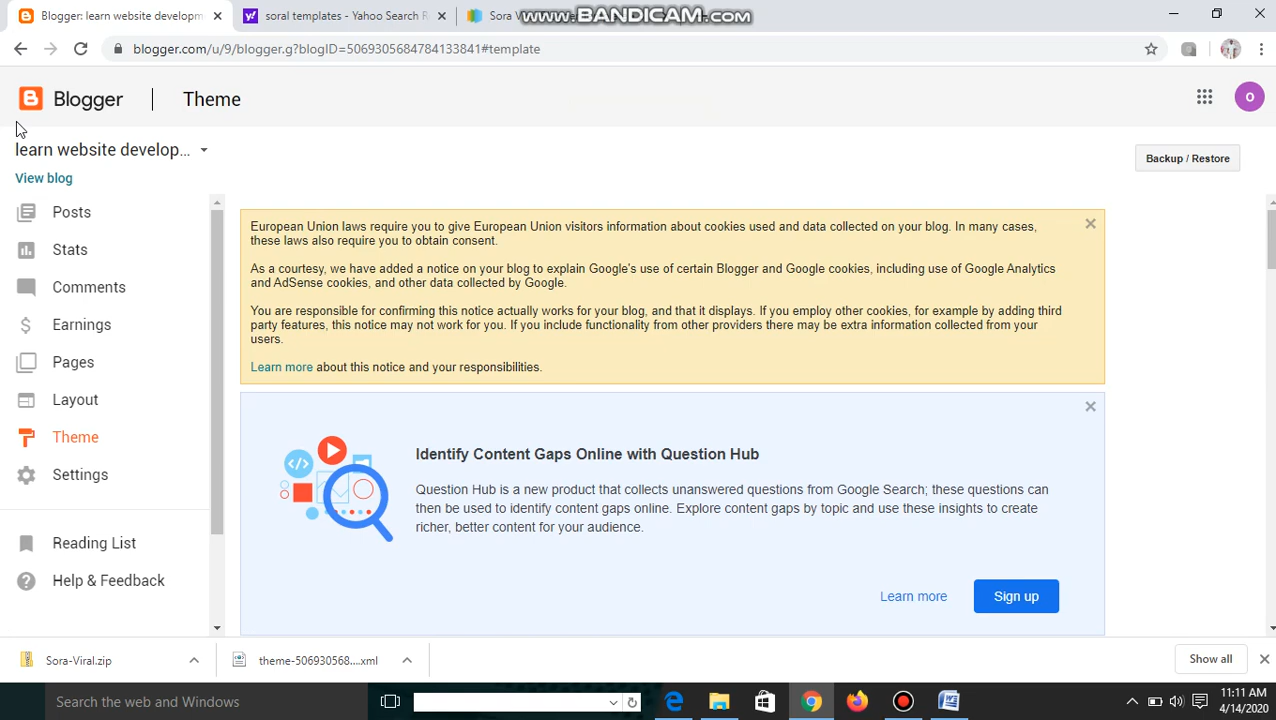 Blogger: learn website developm
soral templates - Yahoo Search R
Sora V
www.BANDICAM.com
blogger.com/u/9/blogger.g?blogID=5069305684784133841#template
Blogger
Theme
O
learn website develop...
Backup / Restore
View blog
Posts
Stats
Comments
Earnings
Pages
Layout
Theme
Settings
Reading List
Help & Feedback
European Union laws require you to give European Union visitors information about cookies used and data collected on your blog. In many cases,
these laws also require you to obtain consent.
As a courtesy, we have added a notice on your blog to explain Google's use of certain Blogger and Google cookies, including use of Google Analytics
and AdSense cookies, and other data collected by Google.
You are responsible for confirming this notice actually works for your blog, and that it displays. If you employ other cookies, for example by adding third
party features, this notice may not work for you. If you include functionality from other providers there may be extra information collected from your
users.
Learn more about this notice and your responsibilities.
Identify Content Gaps Online with Question Hub
Question Hub is a new product that collects unanswered questions from Google Search; these questions can
then be used to identify content gaps online. Explore content gaps by topic and use these insights to create
richer, better content for your audience.
Learn more
Sign up
Sora-Viral.zip
theme-506930568....xml
Show all
Search the web and Windows
11:11 AM
4/14/2020